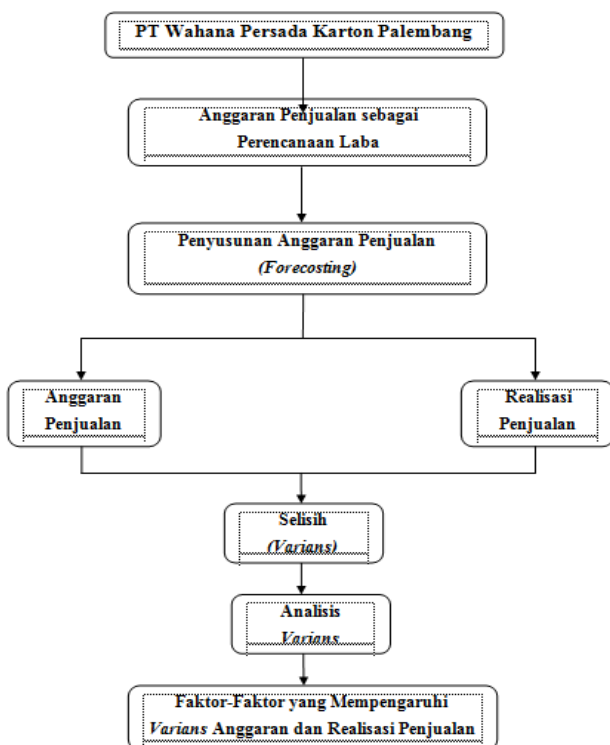 PT Wahana Persada Karton Palembang
Anggaran Penjualan sebagai
Perencanaan Laba
Penyusunan Anggaran Penjualan
(Forecosting)
Anggaran
Penjualan
Realisasi
Penjualan
Selisih
(Varians)
Analisis
Varians
Faktor-Faktor yang Mempengaruhi
Varians Anggaran dan Realisasi Penjualan